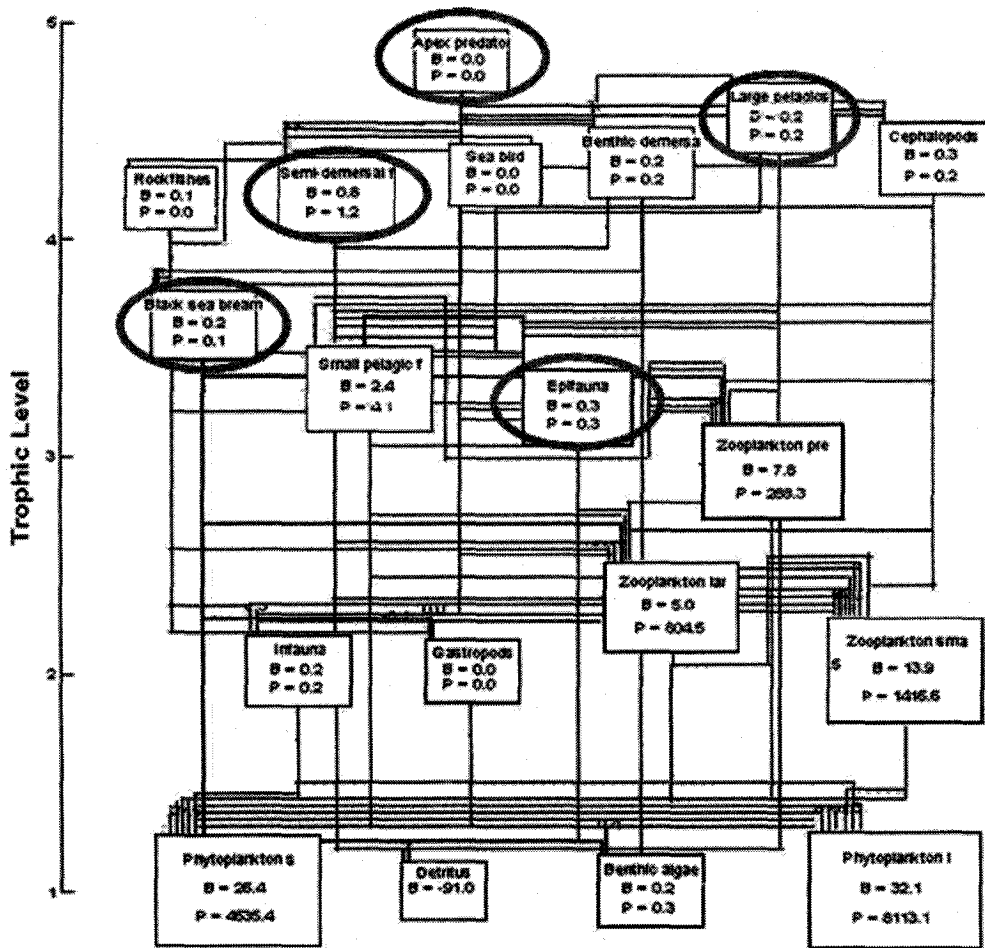 5
Apex predator
B = 0.0
P = 0.0
Large pelagics
P = 0.2
Cephalopods
B = 0.3
P = 0.2
Benthic demersa
B = 0.2
P = 0.2
Sea bird
B = 0.0
P = 0.0
Semi-demersal f
B = 0.8
P = 1.2
Rockfishes
B = 0.1
P = 0.0
4
Black sea bream
B = 0.2
P = 0.1
Small pelagic f
B = 2.4
P = 4.1
Epifauna
B = 0.3
P = 0.3
Trophic Level
3
Zooplankton pre
B = 7.8
Zooplankton lar
B = 5.0
P = 604.5
Zooplankton sma
B = 13.9
P = 1416.6
Infauna
B = 0.2
P = 0.2
Gastropods
B = 0.0
P = 0.0
2
Phytoplankton s
B = 26.4
P = 4535.4
Detritus
B = -91.0
Benthic algae
B = 0.2
P = 0.3
Phytoplankton l
B = 32.1
1